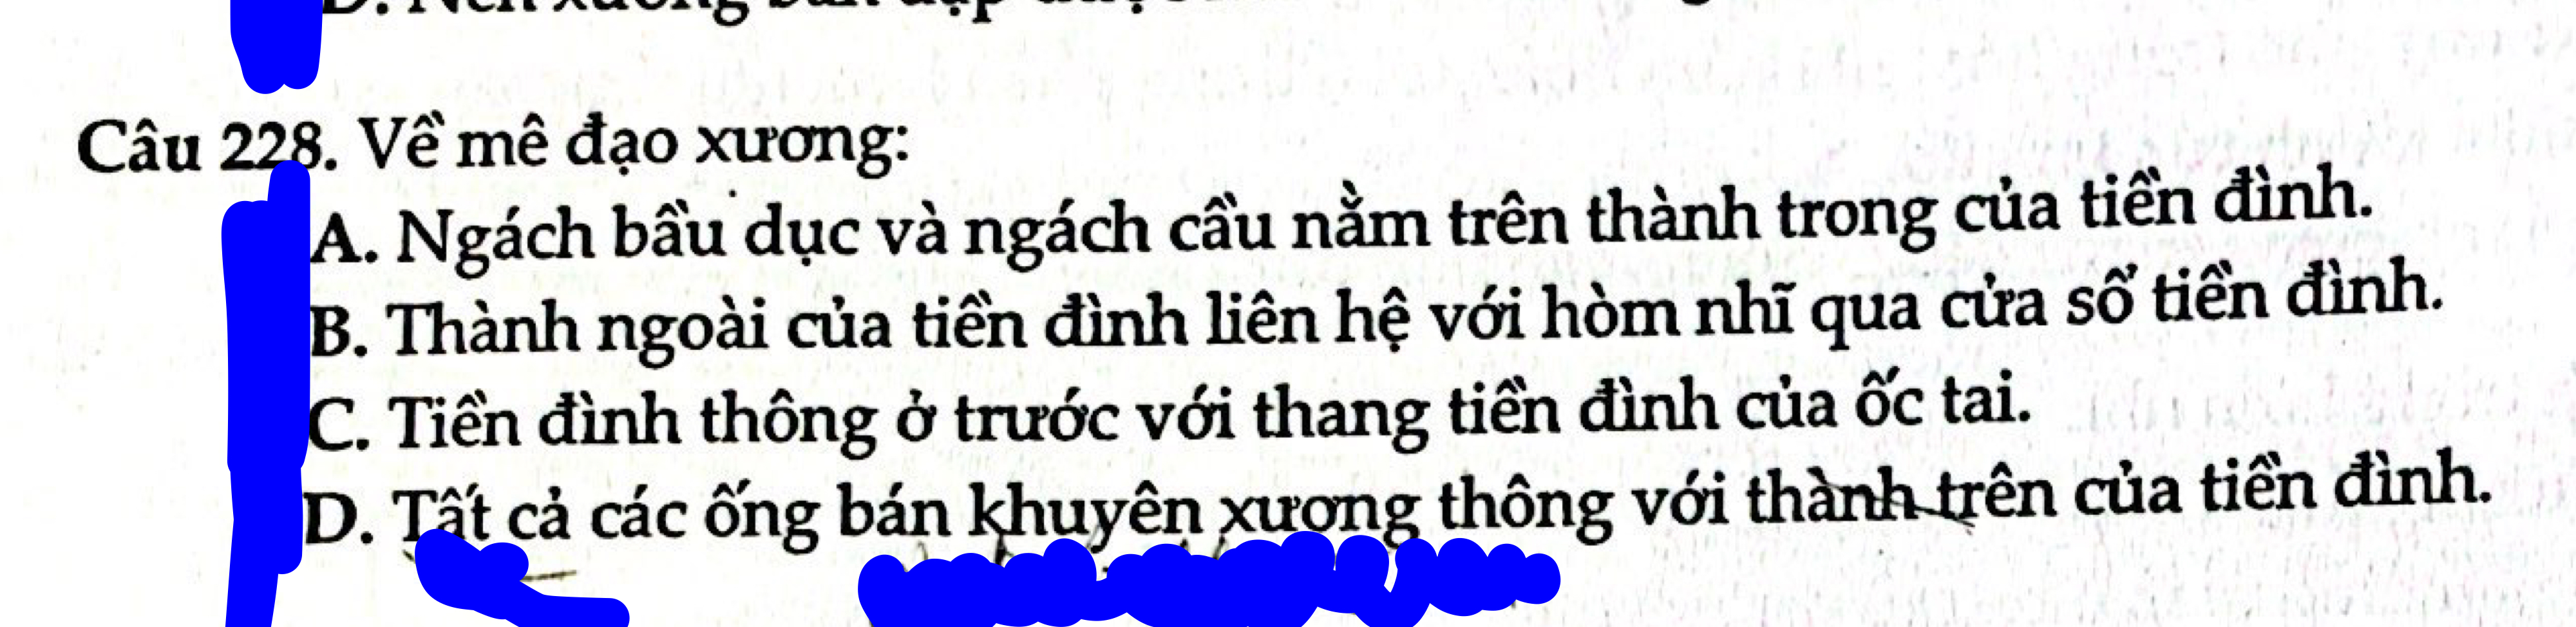 Câu 228. Về mê đạo xương:
A. Ngách bầu dục và ngách cầu nằm trên thành trong của tiền đình.
B. Thành ngoài của tiền đình liên hệ với hòm nhĩ qua cửa sổ tiền đình.
C. Tiền đình thông ở trước với thang tiền đình của ốc tai.
D. Tất cả các ống bán khuyên xương thông với thành trên của tiền đình.